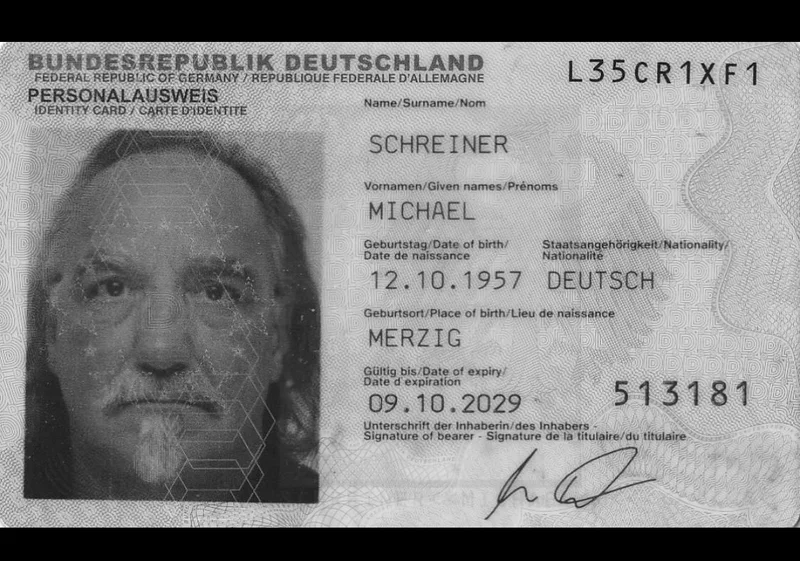 BUNDESREPUBLIK DEUTSCHLAND
FEDERAL REPUBLIC OF GERMANY / REPUBLIQUE FEDERALE D'ALLEMAGNE
PERSONALAUSWEIS
IDENTITY CARD / CARTE D'IDENTITE
L35CR1XF1
Name/Surname/Nom
SCHREINER
Vornamen/Given names/Prénoms
MICHAEL
Geburtstag/Date of birth/
Date de naissance
Staatsangehörigkeit/Nationality/
Nationalité
12.10.1957 DEUTSCH
Geburtsort/Place of birth/Lieu de naissance
MERZIG
Gültig bis/Date of expiry/
Date d'expiration
09.10.2029
513181
Unterschrift der Inhaberin/des Inhabers -
Signature of bearer - Signature de la titulaire/du titulaire